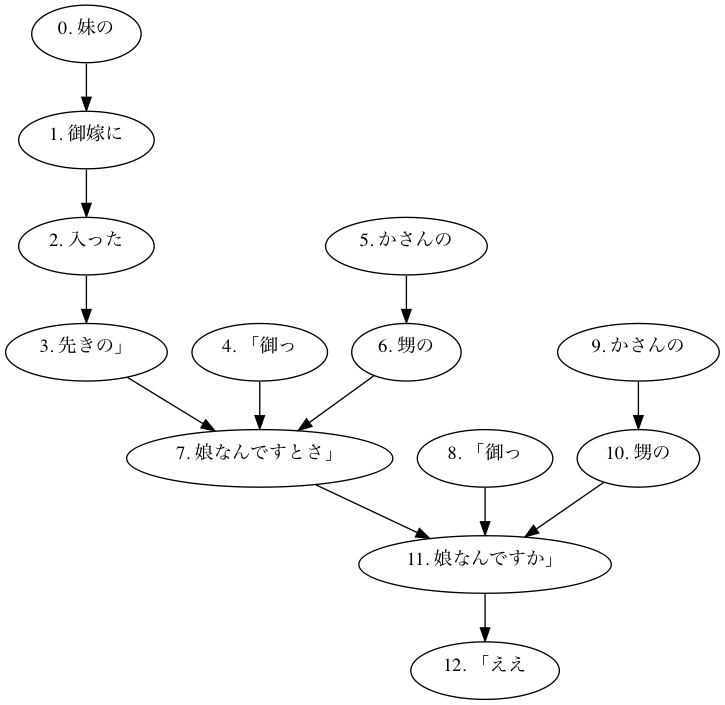 0. 妹の
1. 御嫁に
2. 入った
5. かさんの
3. 先きの」
4. 「御っ
6. 甥の
9. かさんの
7. 娘なんですとさ」
8. 「御っ
10. 甥の
11. 娘なんですか」
12. 「ええ